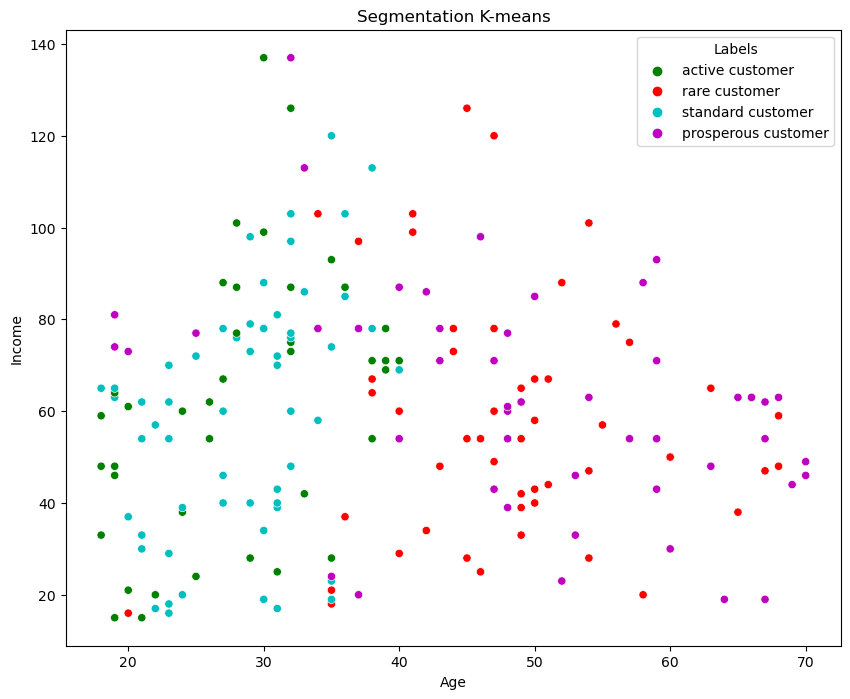 Segmentation K-means
140
120
100
80
60
40
20
Income
Labels
active customer
rare customer
standard customer
prosperous customer
20 30 40 50 60 70
Age